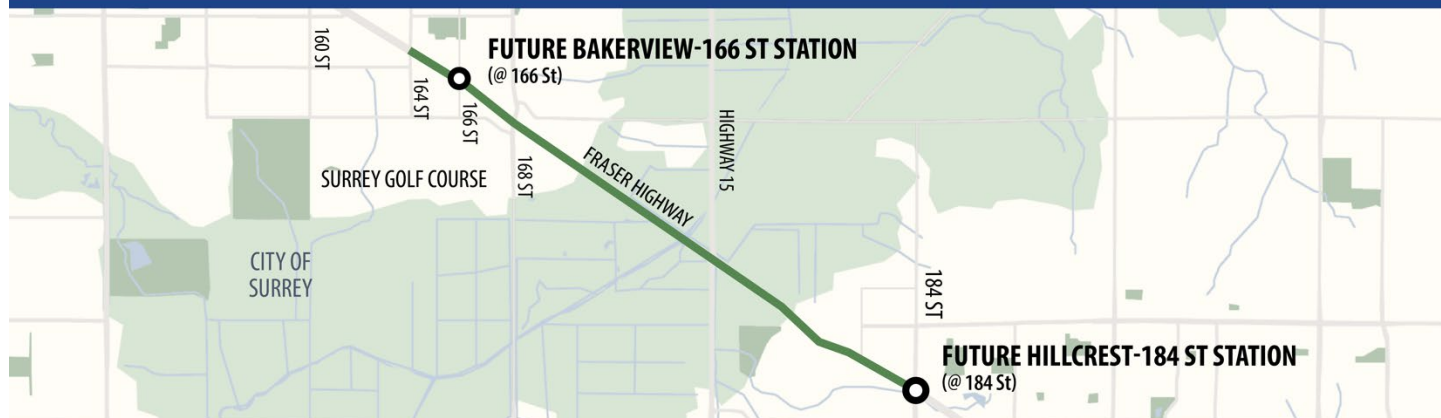 160 ST
FUTURE BAKERVIEW-166 ST STATION
(@ 166 St)
164 ST
166 ST
HIGHWAY 15
168 ST
FRASER HIGHWAY
SURREY GOLF COURSE
CITY OF
SURREY
184 ST
FUTURE HILLCREST-184 ST STATION
(@ 184 St)